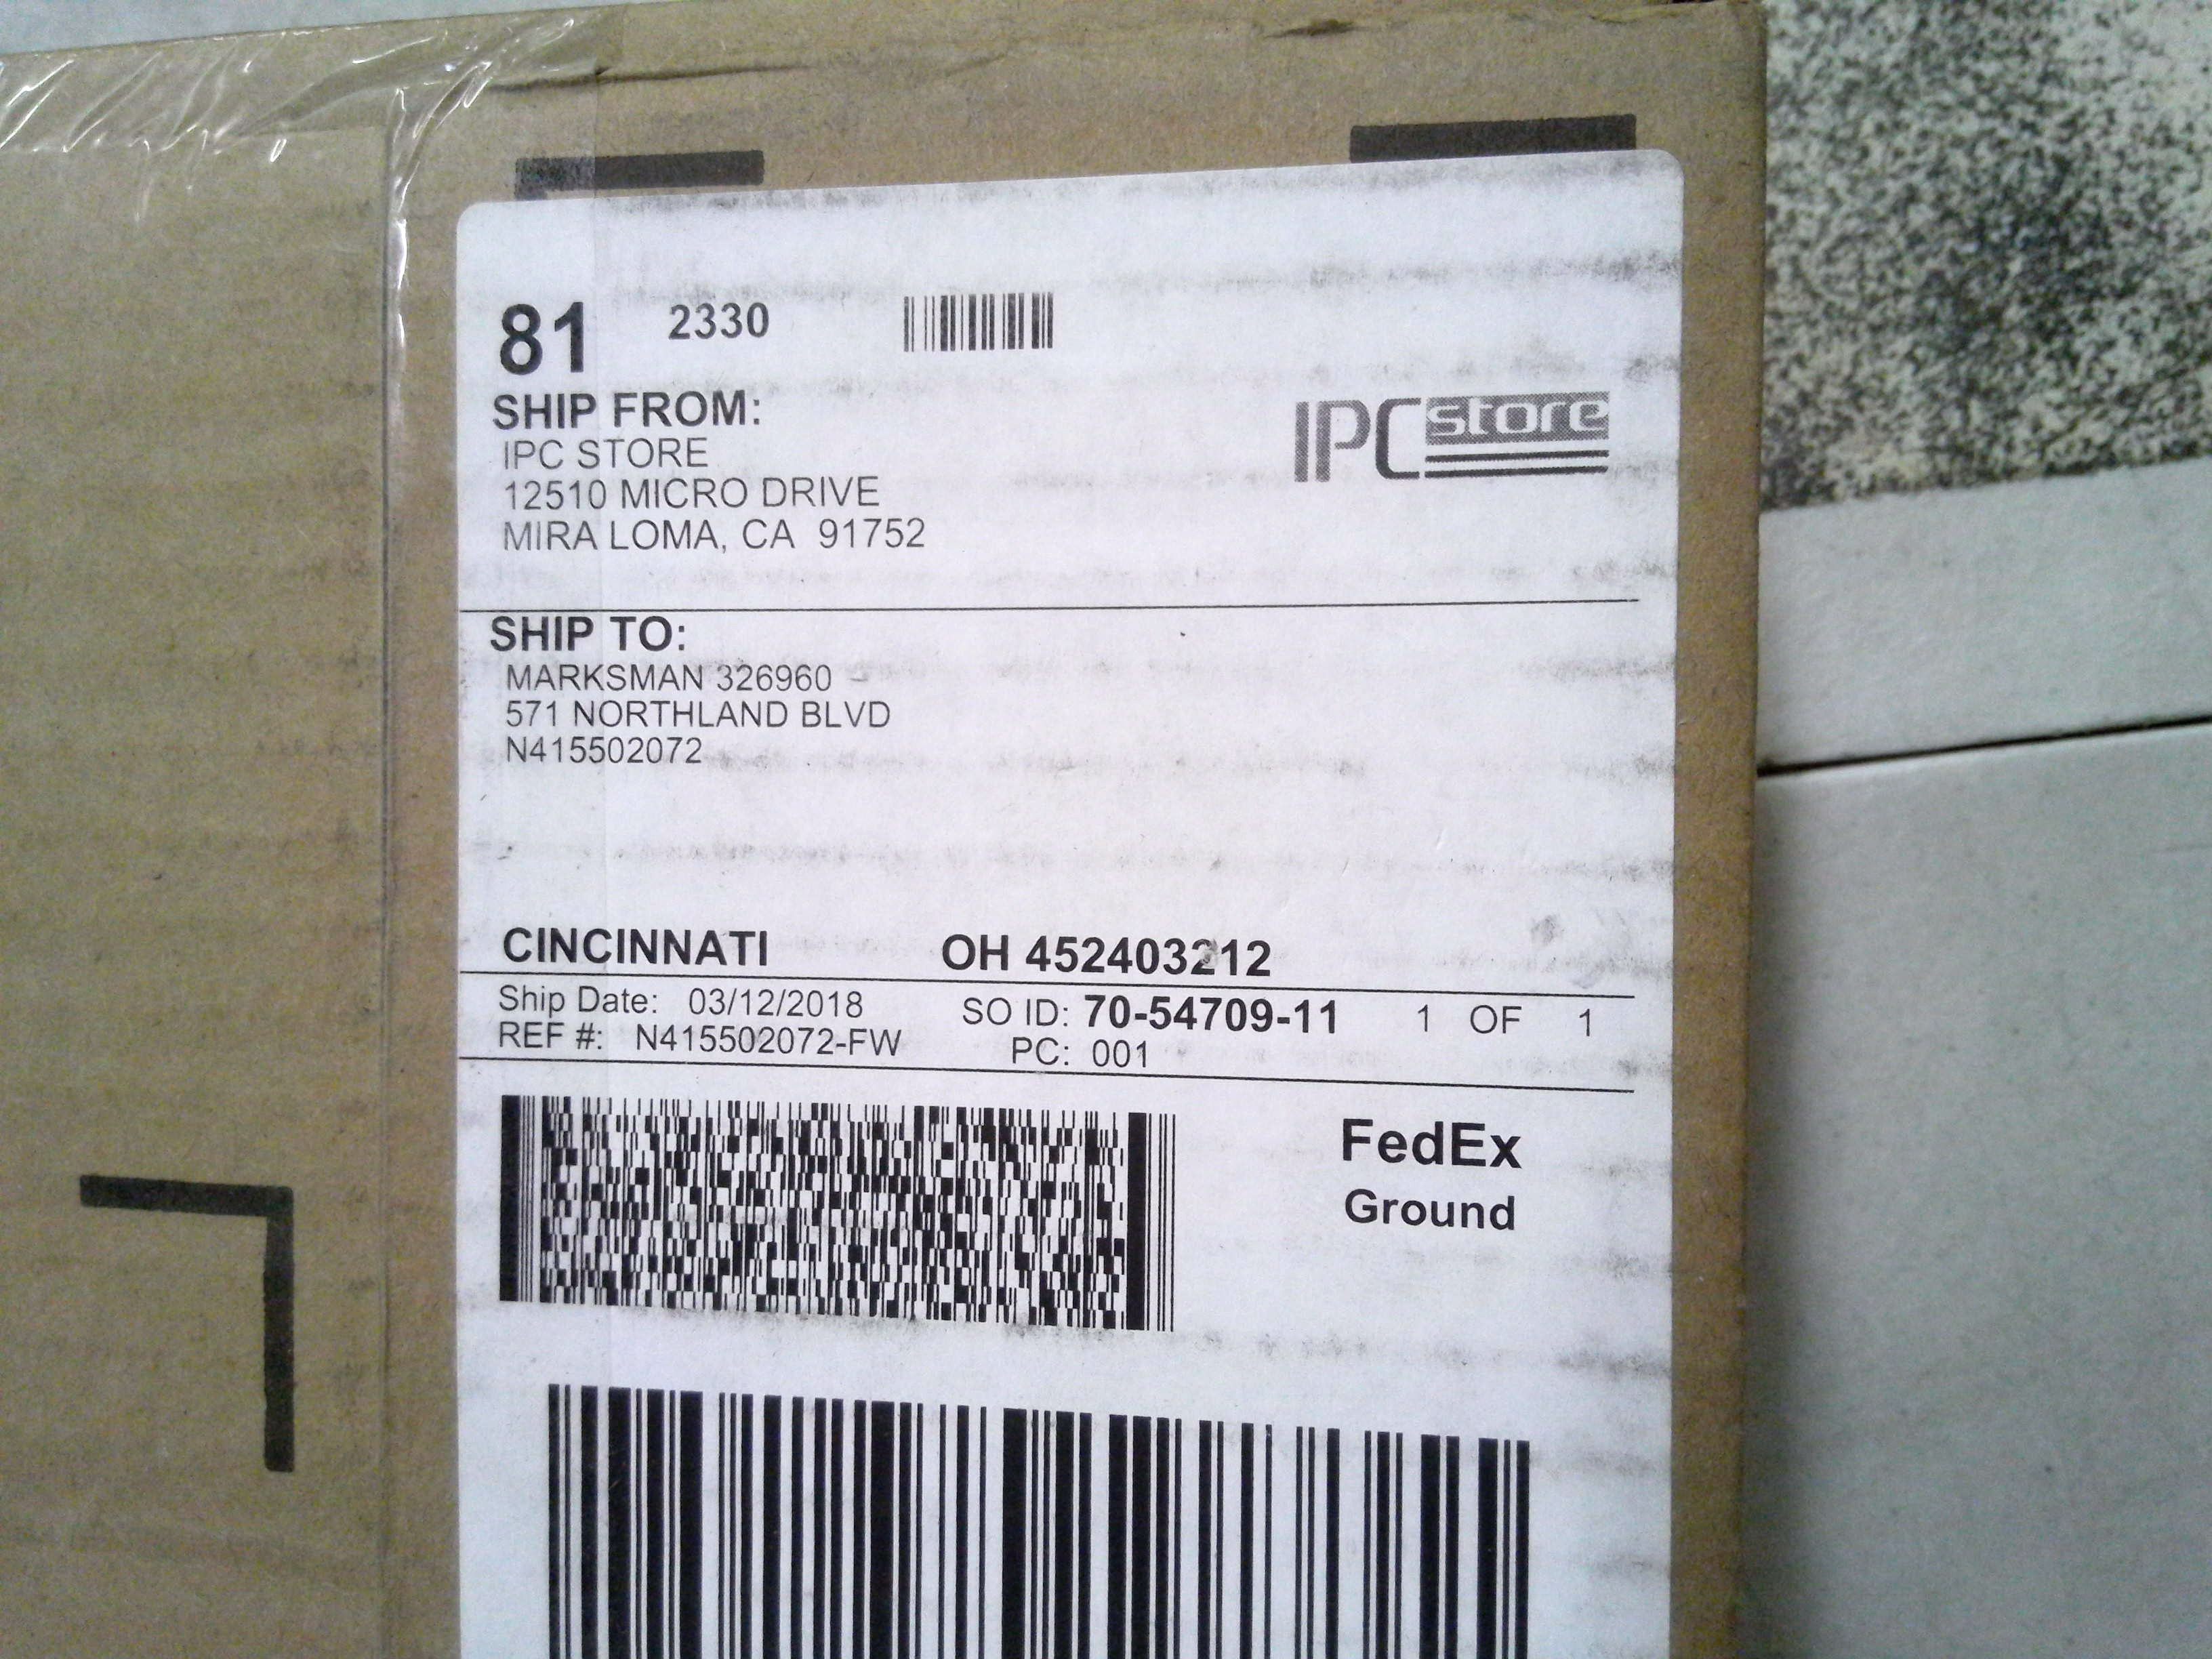 81 2330
SHIP FROM:
IPC STORE
12510 MICRO DRIVE
MIRA LOMA, CA 91752
IPC store
SHIP TO:
MARKSMAN 326960
571 NORTHLAND BLVD
N415502072
CINCINNATI OH 452403212
Ship Date: 03/12/2018 SO ID: 70-54709-11 1 OF 1
REF #: N415502072-FW PC: 001
FedEx
Ground